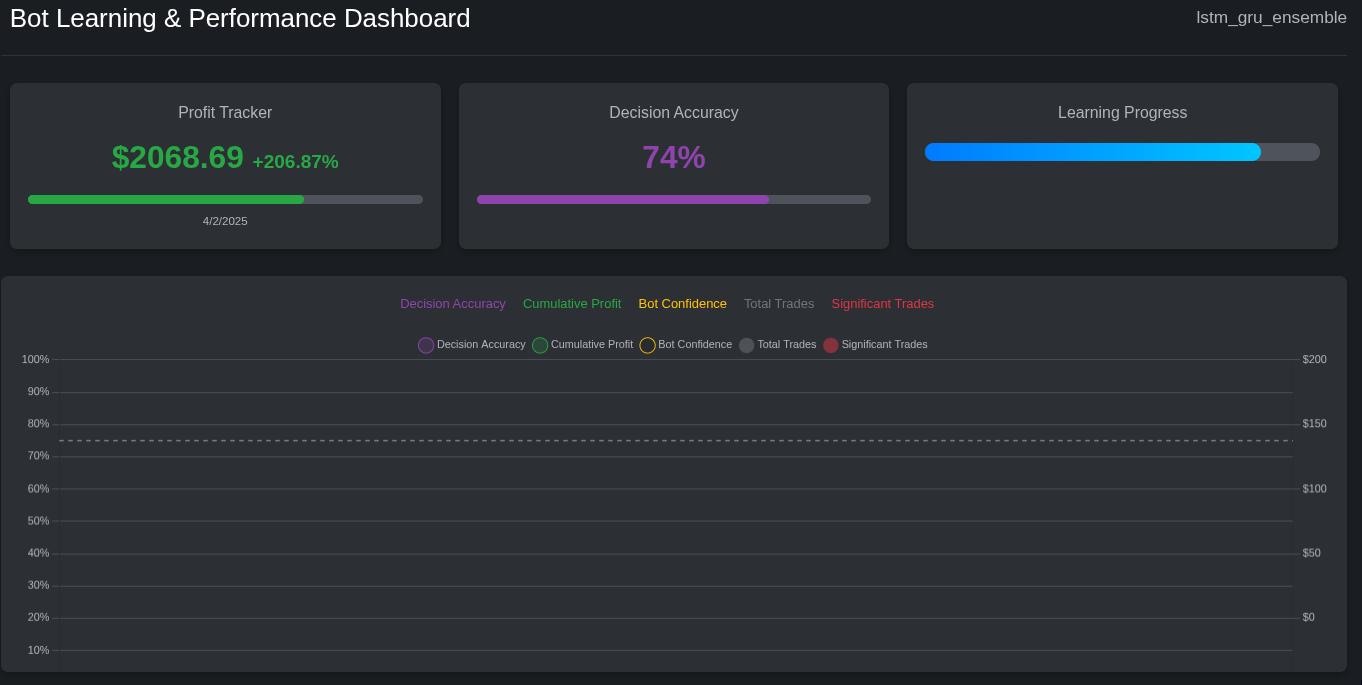 Bot Learning & Performance Dashboard lstm_gru_ensemble
Profit Tracker
$2068.69 +206.87%
4/2/2025
Decision Accuracy
74%
Learning Progress
Decision Accuracy Cumulative Profit Bot Confidence Total Trades Significant Trades
Decision Accuracy Cumulative Profit Bot Confidence Total Trades Significant Trades
100% $200
90%
80% $150
70%
60% $100
50%
40% $50
30%
20% $0
10%